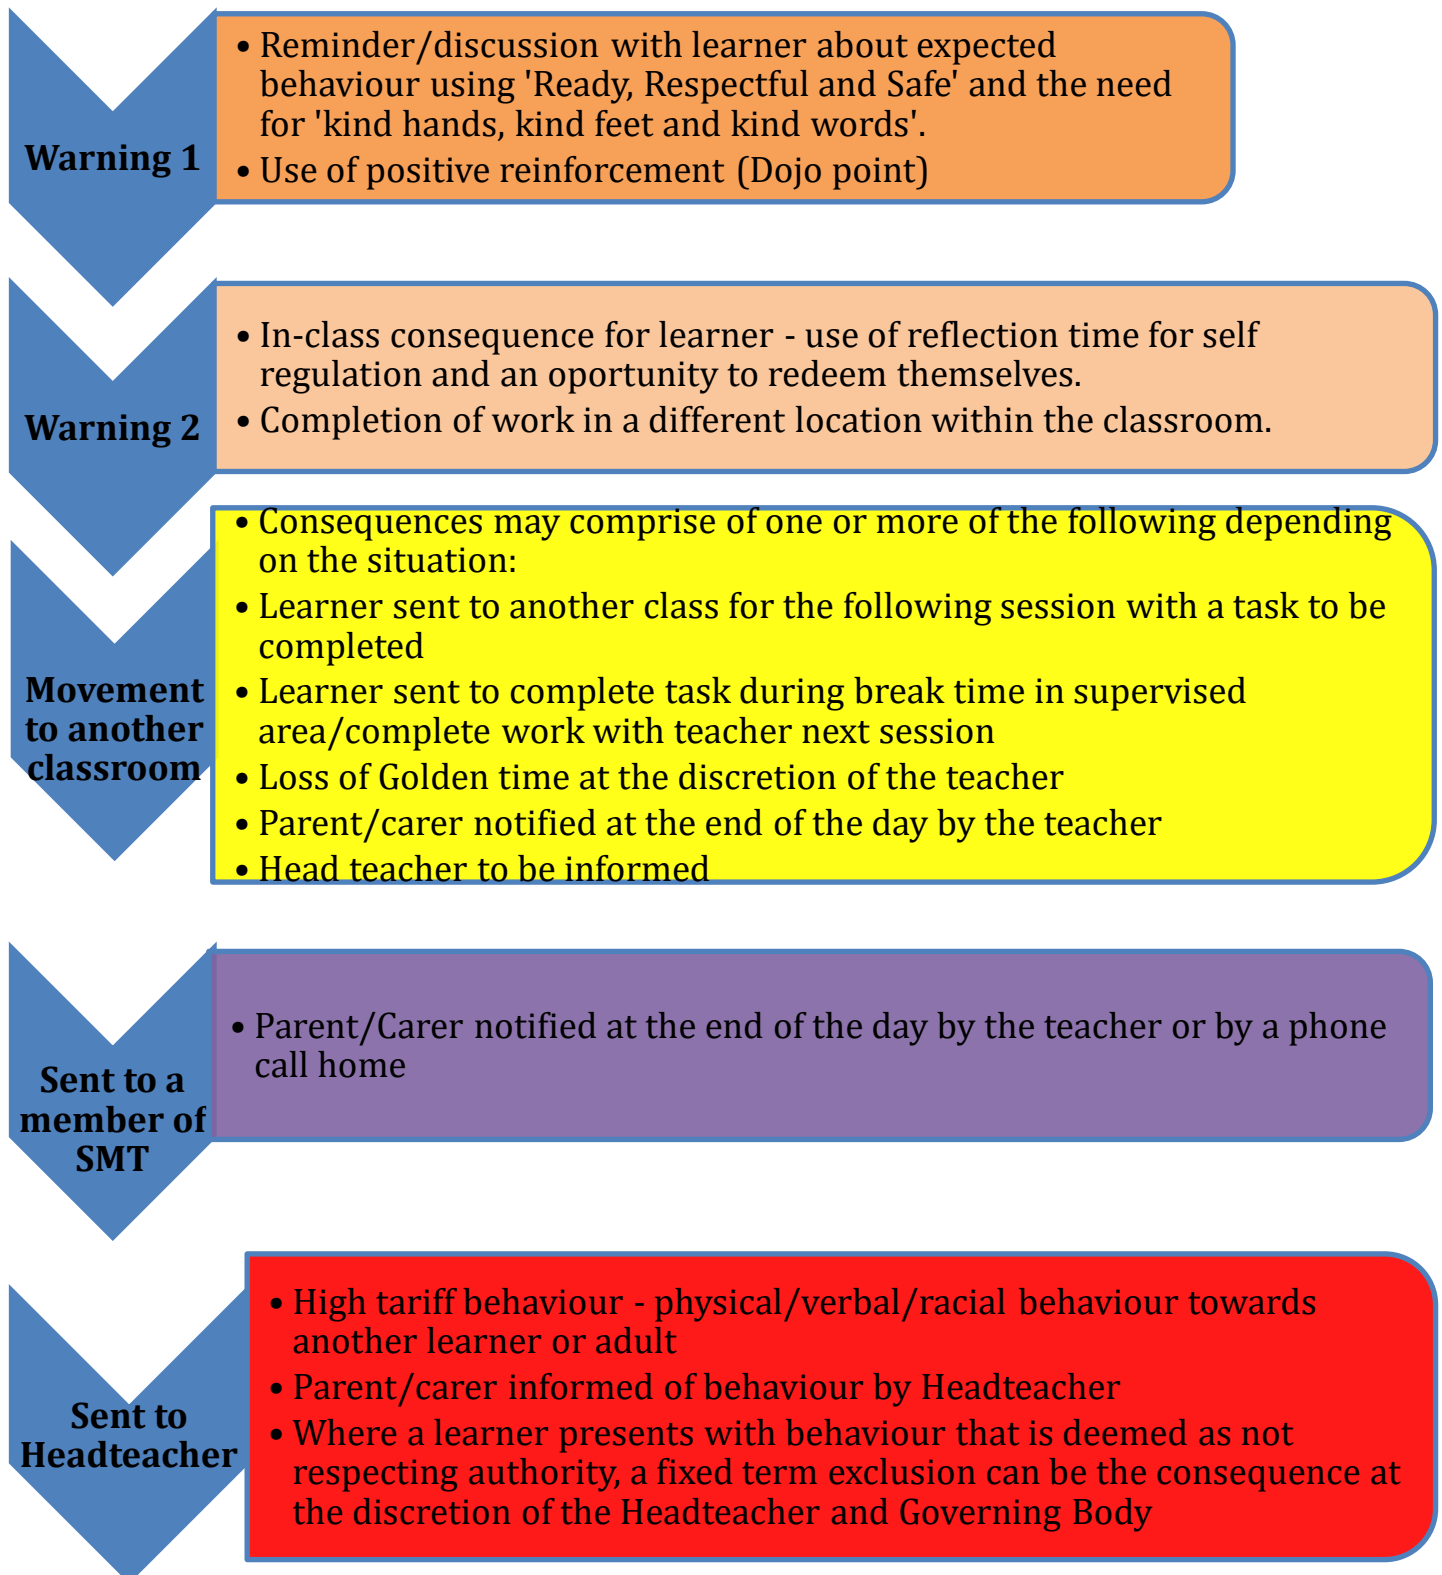 Warning 1
• Reminder/discussion with learner about expected
behaviour using 'Ready, Respectful and Safe' and the need
for 'kind hands, kind feet and kind words'.
• Use of positive reinforcement (Dojo point)
Warning 2
• In-class consequence for learner - use of reflection time for self
regulation and an oportunity to redeem themselves.
• Completion of work in a different location within the classroom.
Movement
to another
classroom
• Consequences may comprise of one or more of the following depending
on the situation:
• Learner sent to another class for the following session with a task to be
completed
• Learner sent to complete task during break time in supervised
area/complete work with teacher next session
• Loss of Golden time at the discretion of the teacher
• Parent/carer notified at the end of the day by the teacher
• Head teacher to be informed
Sent to a
member of
SMT
• Parent/Carer notified at the end of the day by the teacher or by a phone
call home
Sent to
Headteacher
• High tariff behaviour - physical/verbal/racial behaviour towards
another learner or adult
• Parent/carer informed of behaviour by Headteacher
• Where a learner presents with behaviour that is deemed as not
respecting authority, a fixed term exclusion can be the consequence at
the discretion of the Headteacher and Governing Body